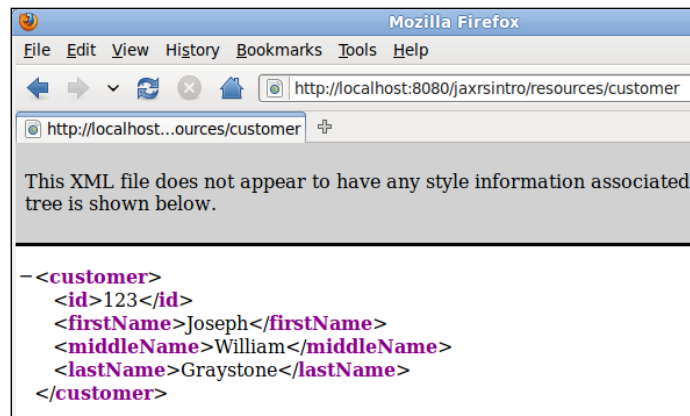 Mozilla Firefox
File Edit View History Bookmarks Tools Help
http://localhost:8080/jaxrsintro/resources/customer
http://localhost...ources/customer
This XML file does not appear to have any style information associated
tree is shown below.
−<customer>
<id>123</id>
<firstName>Joseph</firstName>
<middleName>William</middleName>
<lastName>Graystone</lastName>
</customer>